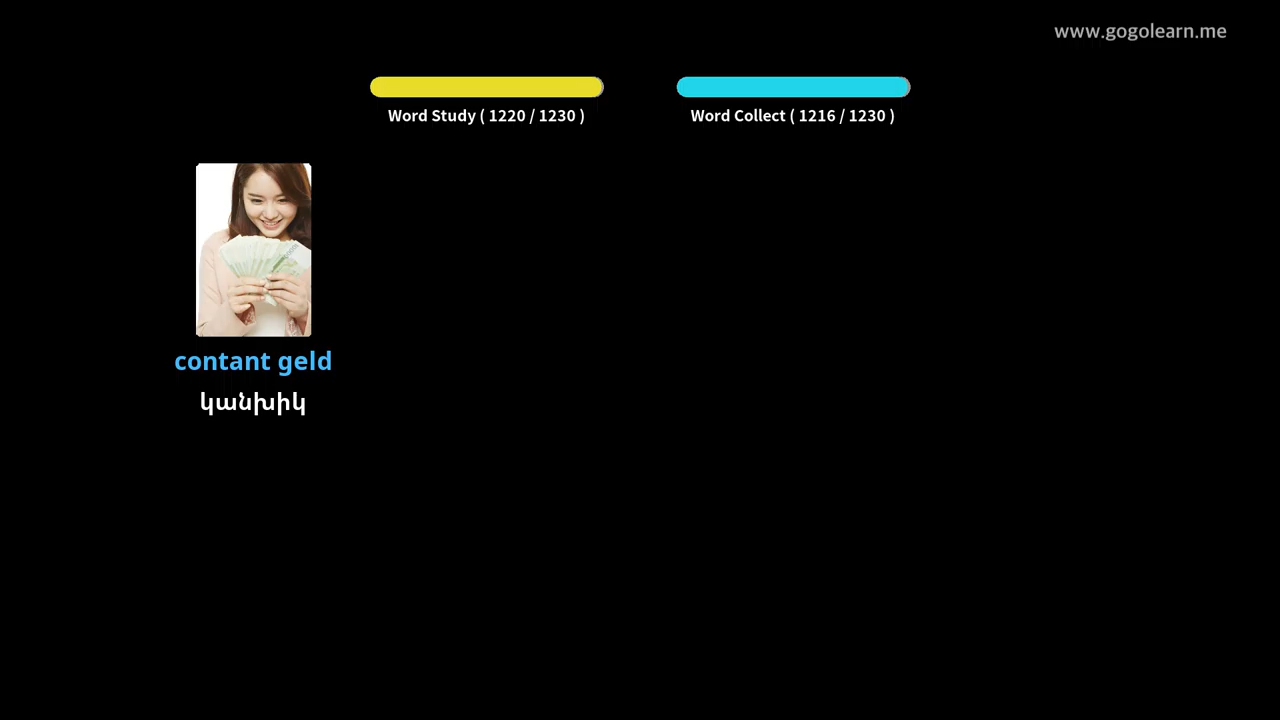 www.gogolearn.me
Word Study ( 1220 / 1230 )
Word Collect ( 1216 / 1230 )
contant geld
կանխիկ